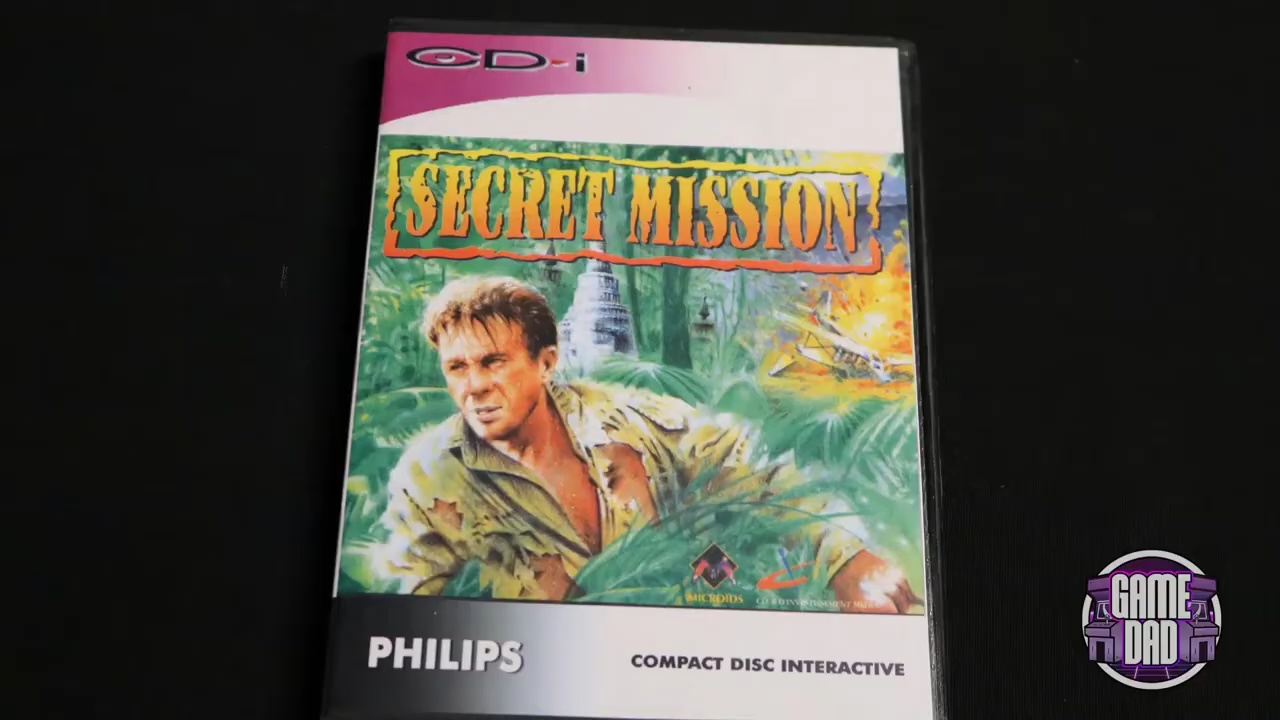 CD-i
SECRET MISSION
MICROIDS
PHILIPS
COMPACT DISC INTERACTIVE
GAME
DAD